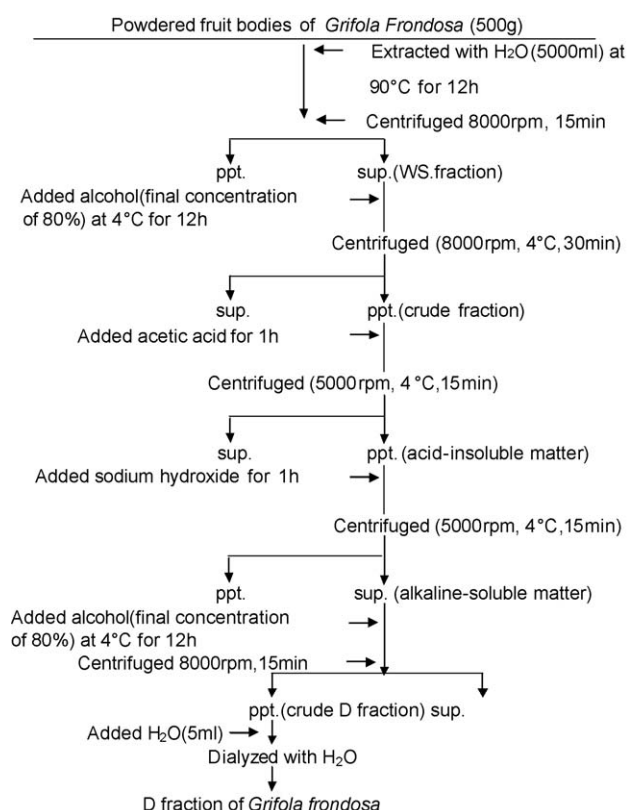 Powdered fruit bodies of Grifola Frondosa (500g)
Extracted with H₂O(5000ml) at
90°C for 12h
Centrifuged 8000rpm, 15min
ppt. sup.(WS.fraction)
Added alcohol(final concentration
of 80%) at 4°C for 12h
Centrifuged (8000rpm, 4°C,30min)
sup. ppt.(crude fraction)
Added acetic acid for 1h
Centrifuged (5000rpm, 4°C,15min)
sup. ppt. (acid-insoluble matter)
Added sodium hydroxide for 1h
Centrifuged (5000rpm, 4°C,15min)
ppt. sup. (alkaline-soluble matter)
Added alcohol(final concentration
of 80%) at 4°C for 12h
Centrifuged 8000rpm,15min
ppt.(crude D fraction) sup.
Added H₂O(5ml)
Dialyzed with H₂O
D fraction of Grifola frondosa